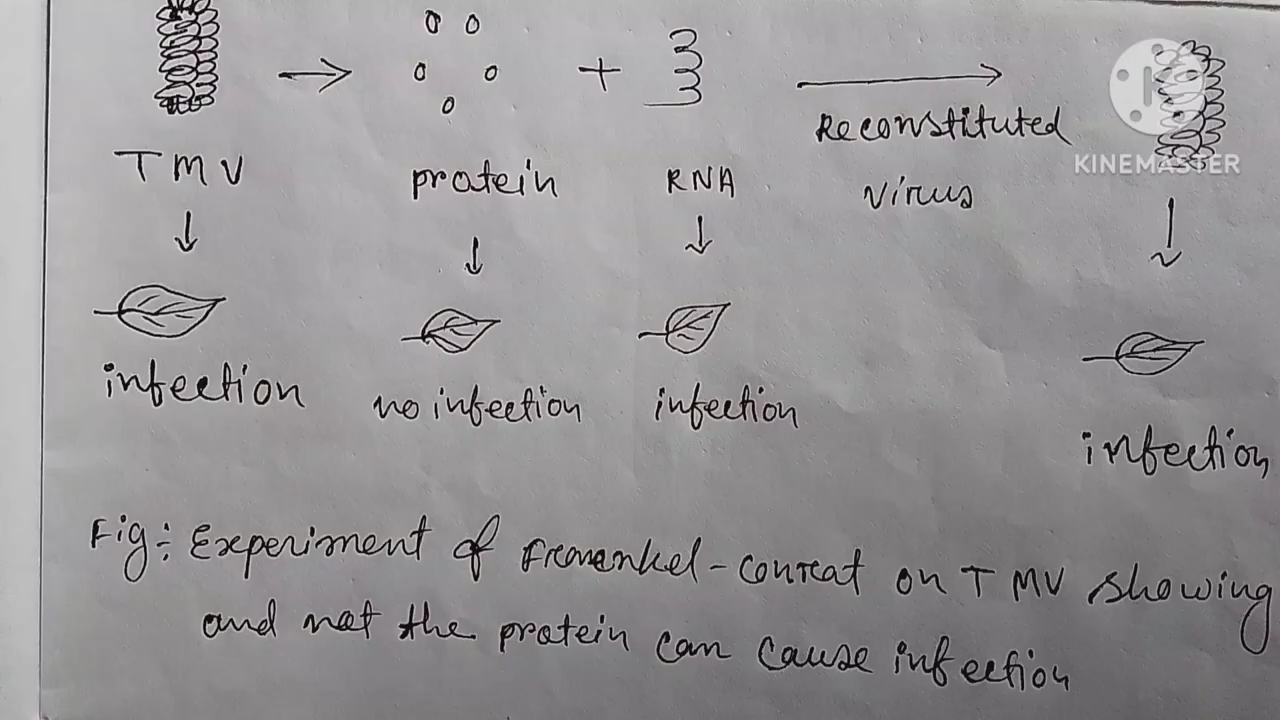 TMV protein RNA Reconstituted
virus
KINEMASTER
infection no infection infection infection
Fig: Experiment of Fraenkel-conrat on TMV showing
and not the protein can cause infection